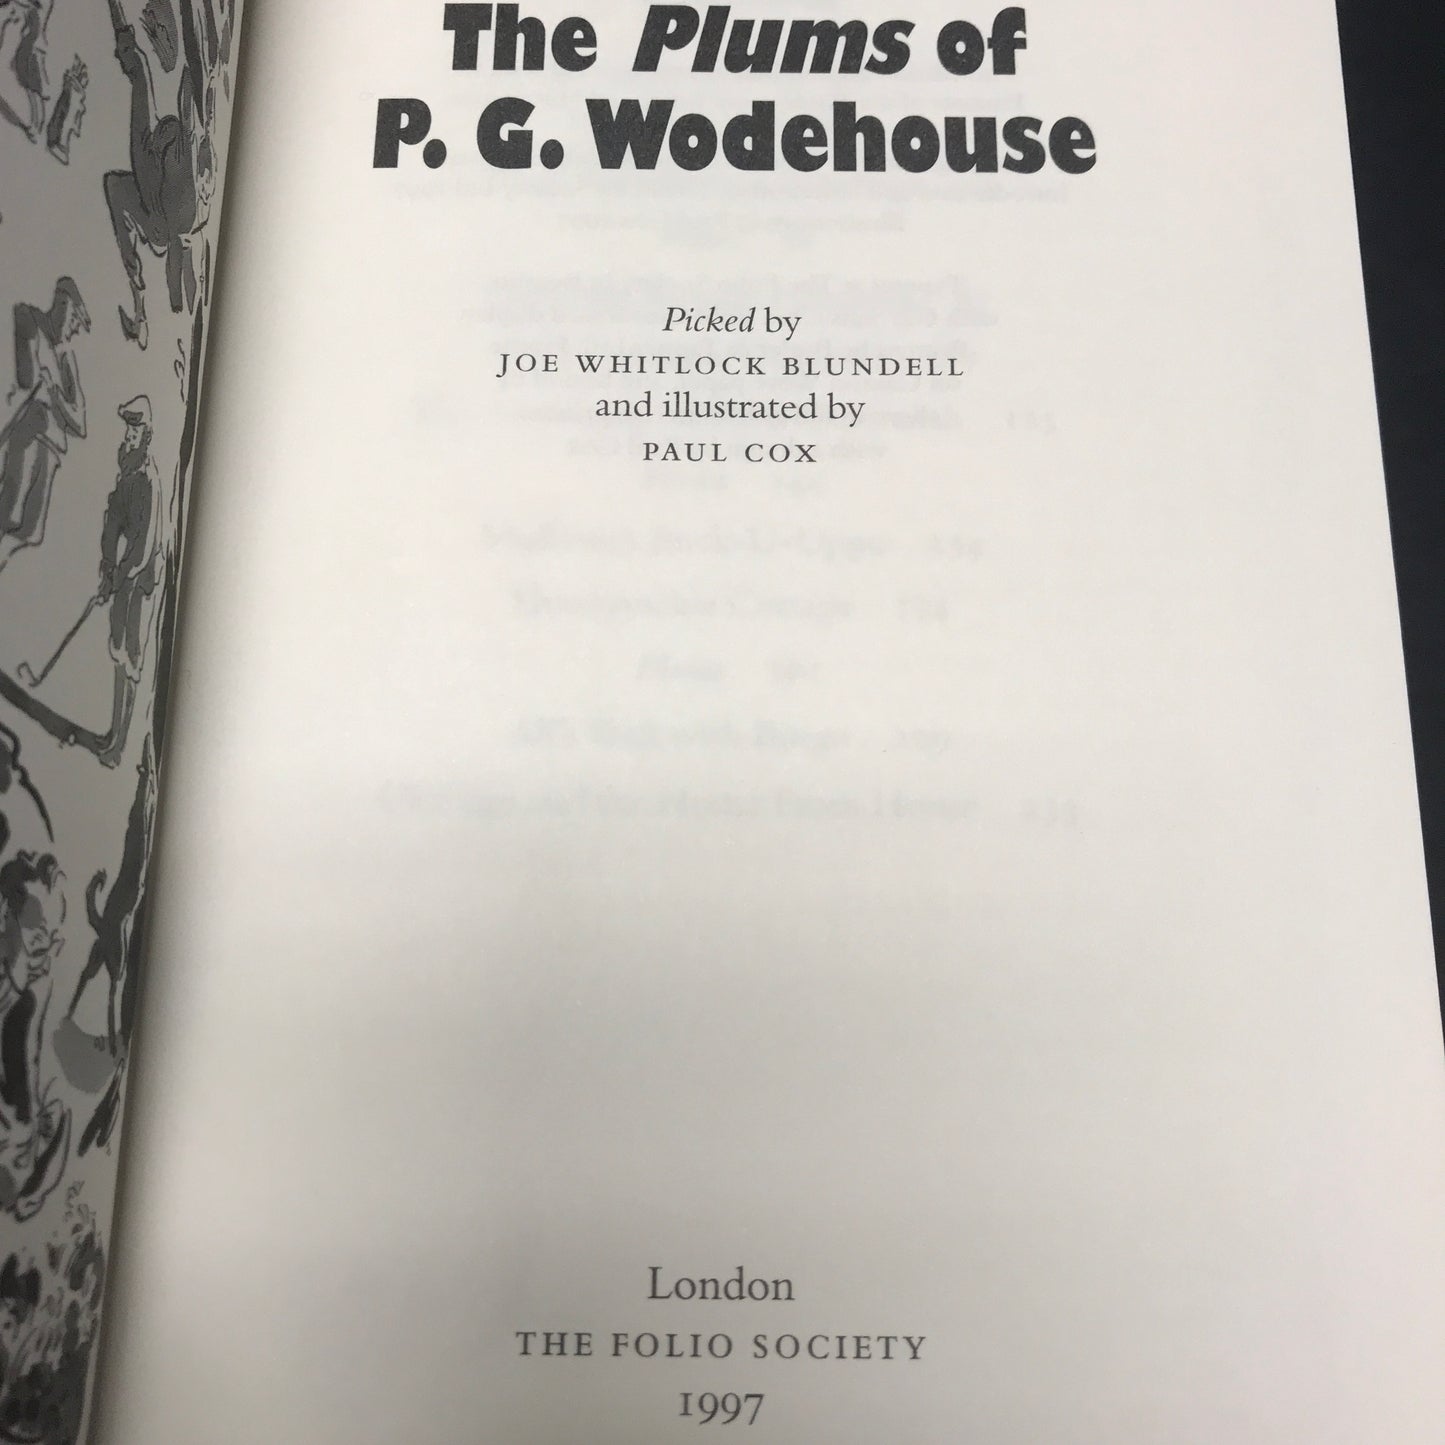 The Plums of
P. G. Wodehouse
Picked by
JOE WHITLOCK BLUNDELL
and illustrated by
PAUL COX
London
THE FOLIO SOCIETY
1997